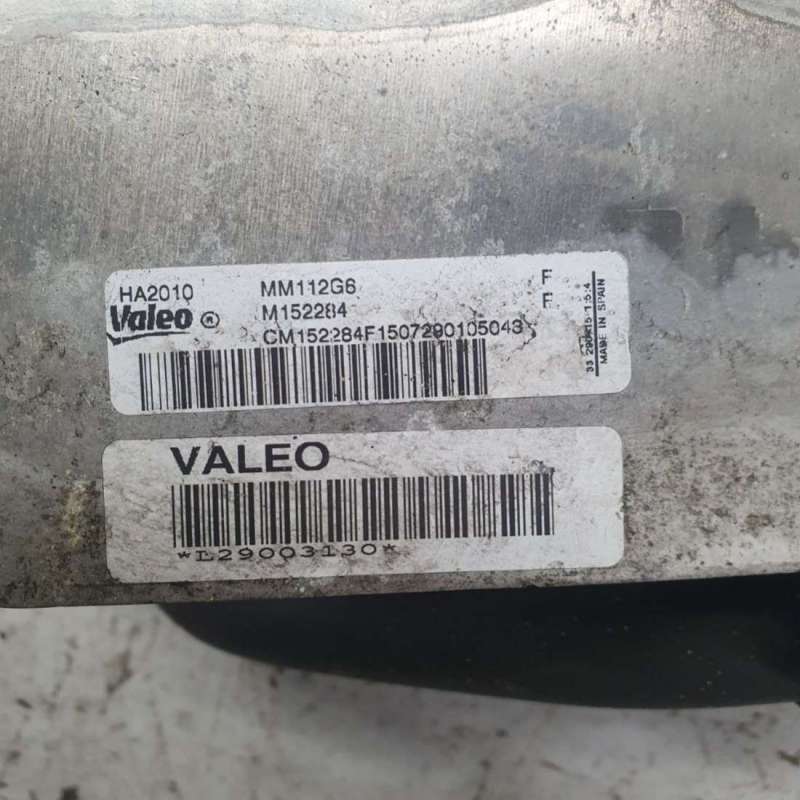 HA2010
Valeo ®
MM112G6
M152284
CM152284F1507290105043
F
F
MADE IN SPAIN
VALEO
*L29003130*